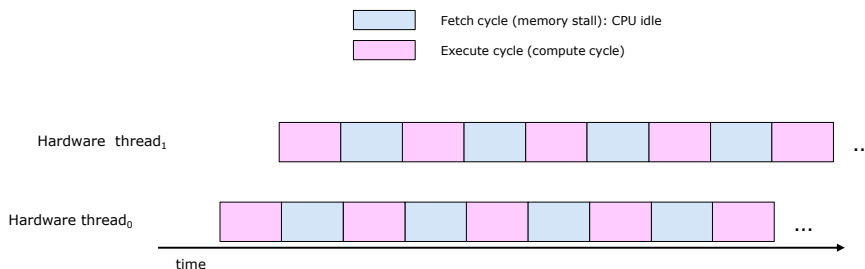 Fetch cycle (memory stall): CPU idle
Execute cycle (compute cycle)
Hardware thread₁
..
Hardware thread₀
...
time